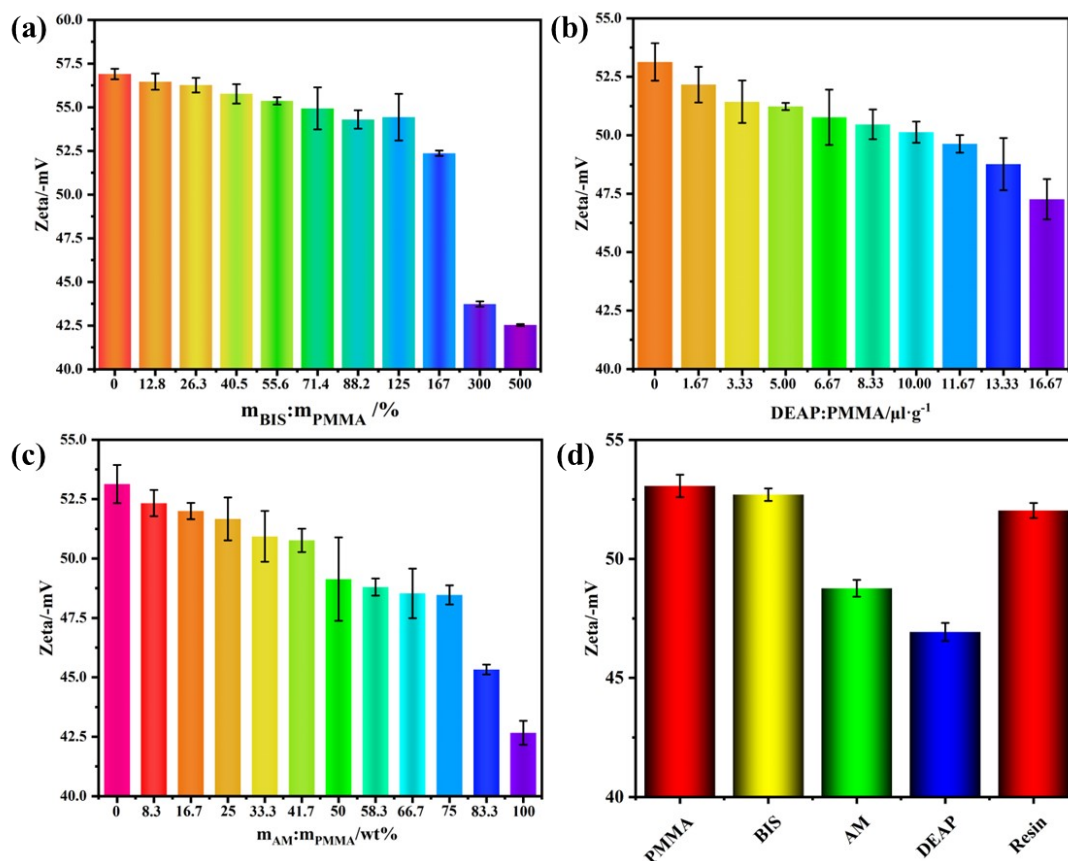 (a)
60.0
57.5
55.0
52.5
50.0
47.5
45.0
42.5
40.0
Zeta/-mV
0 12.8 26.3 40.5 55.6 71.4 88.2 125 167 300 500
mBIS:mPMMA /%
(b)
55.0
52.5
50.0
47.5
45.0
42.5
40.0
Zeta/-mV
0 1.67 3.33 5.00 6.67 8.33 10.00 11.67 13.33 16.67
DEAP:PMMA/μl·g-1
(c)
55.0
52.5
50.0
47.5
45.0
42.5
40.0
Zeta/-mV
0 8.3 16.7 25 33.3 41.7 50 58.3 66.7 75 83.3 100
mAM:mPMMA/wt%
(d)
55
50
45
40
Zeta/-mV
PMMA BIS AM DEAP Resin